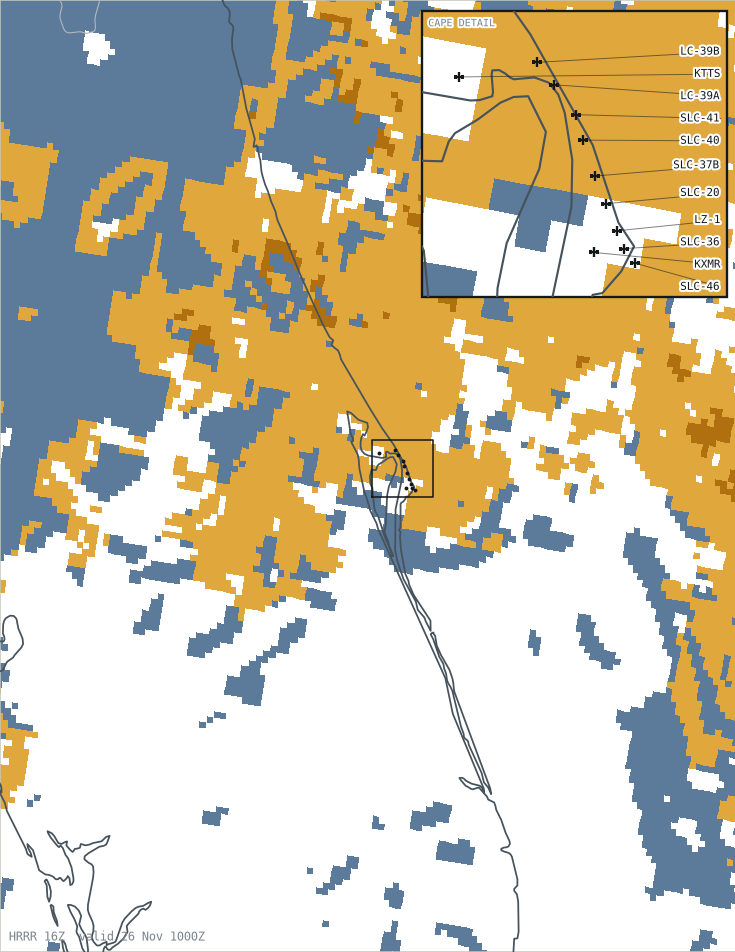 CAPE DETAIL
LC-39B
KTTS
LC-39A
SLC-41
SLC-40
SLC-37B
SLC-20
LZ-1
SLC-36
KXMR
SLC-46
HRRR 16Z valid 26 Nov 1000Z